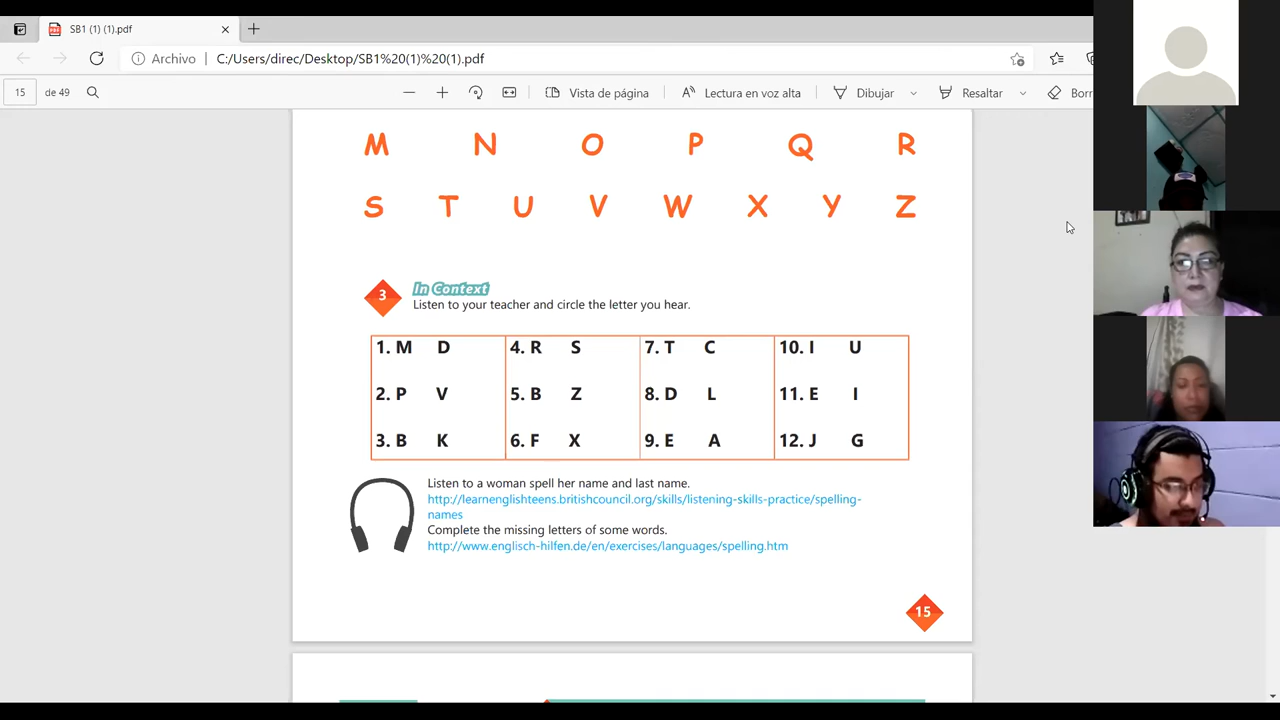 SB1 (1) (1).pdf
Archivo C:/Users/direc/Desktop/SB1%20(1)%20(1).pdf
15 de 49 Vista de página Lectura en voz alta Dibujar Resaltar
M N O P Q R
S T U V W X Y Z
3 In Context
Listen to your teacher and circle the letter you hear.
1. M D 4. R S 7. T C 10. I U
2. P V 5. B Z 8. D L 11. E I
3. B K 6. F X 9. E A 12. J G
Listen to a woman spell her name and last name.
http://learnenglishteens.britishcouncil.org/skills/listening-skills-practice/spelling-
names
Complete the missing letters of some words.
http://www.englisch-hilfen.de/en/exercises/languages/spelling.htm
15